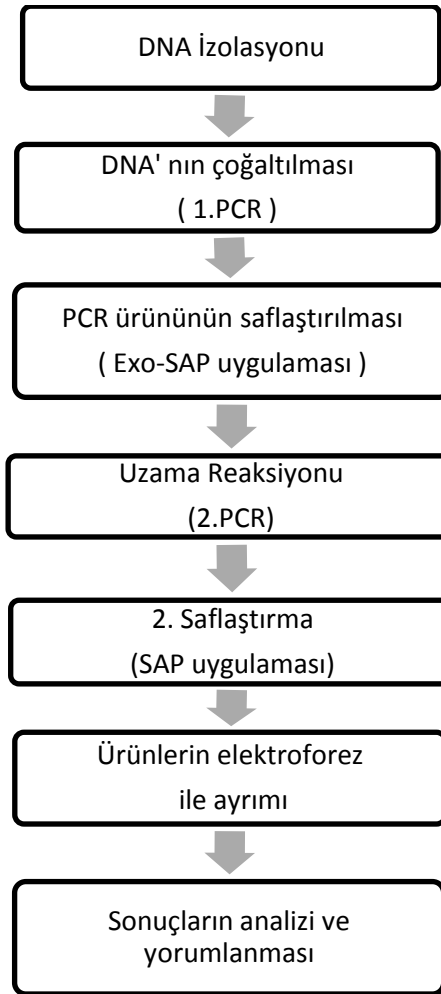 DNA İzolasyonu
DNA' nın çoğaltılması
( 1.PCR )
PCR ürününün saflaştırılması
( Exo-SAP uygulaması )
Uzama Reaksiyonu
(2.PCR)
2. Saflaştırma
(SAP uygulaması)
Ürünlerin elektroforez
ile ayrımı
Sonuçların analizi ve
yorumlanması